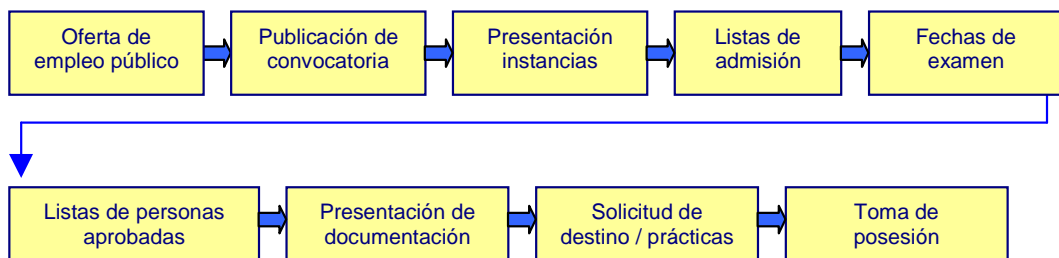 Oferta de
empleo público
Publicación de
convocatoria
Presentación
instancias
Listas de
admisión
Fechas de
examen
Listas de personas
aprobadas
Presentación de
documentación
Solicitud de
destino / prácticas
Toma de
posesión